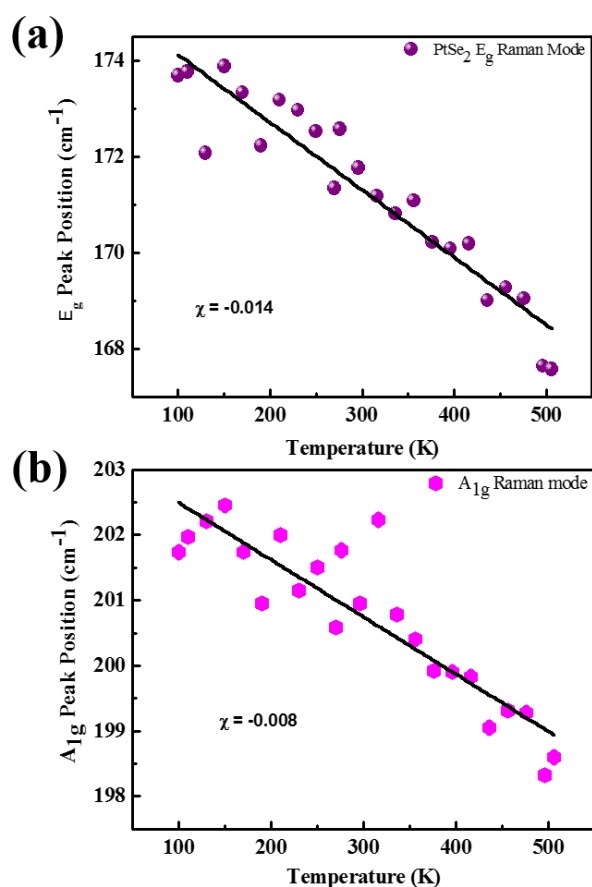 (a)
PtSe2 Eg Raman Mode
174
172
170
168
Eg Peak Position (cm-1)
χ = -0.014
100 200 300 400 500
Temperature (K)
(b)
A1g Raman mode
203
202
201
200
199
198
A1g Peak Position (cm-1)
χ = -0.008
100 200 300 400 500
Temperature (K)